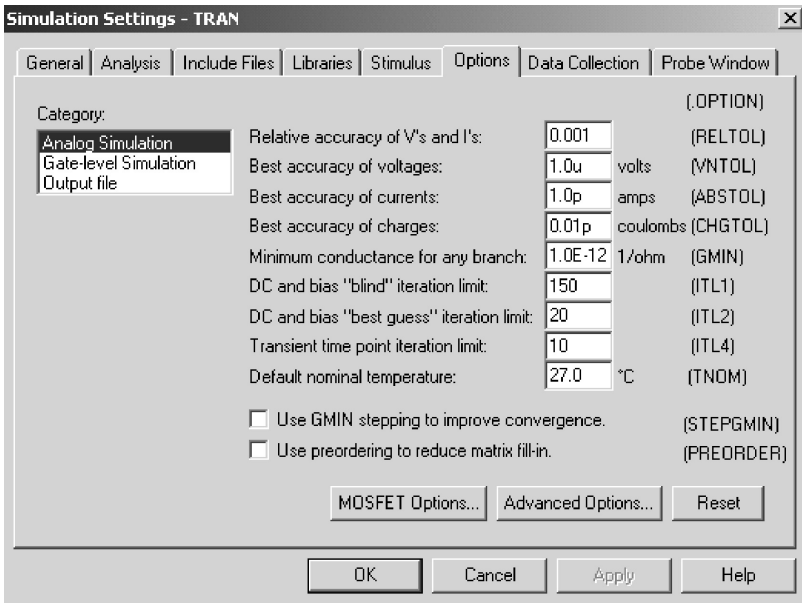 Simulation Settings - TRAN
General Analysis Include Files Libraries Stimulus Options Data Collection Probe Window
Category:
Analog Simulation
Gate-level Simulation
Output file
(.OPTION)
Relative accuracy of V's and I's: 0.001 (RELTOL)
Best accuracy of voltages: 1.0u volts (VNTOL)
Best accuracy of currents: 1.0p amps (ABSTOL)
Best accuracy of charges: 0.01p coulombs (CHGTOL)
Minimum conductance for any branch: 1.0E-12 1/ohm (GMIN)
DC and bias "blind" iteration limit: 150 (ITL1)
DC and bias "best guess" iteration limit: 20 (ITL2)
Transient time point iteration limit: 10 (ITL4)
Default nominal temperature: 27.0 °C (TNOM)
Use GMIN stepping to improve convergence. (STEPGMIN)
Use preordering to reduce matrix fill-in. (PREORDER)
MOSFET Options... Advanced Options... Reset
OK Cancel Apply Help